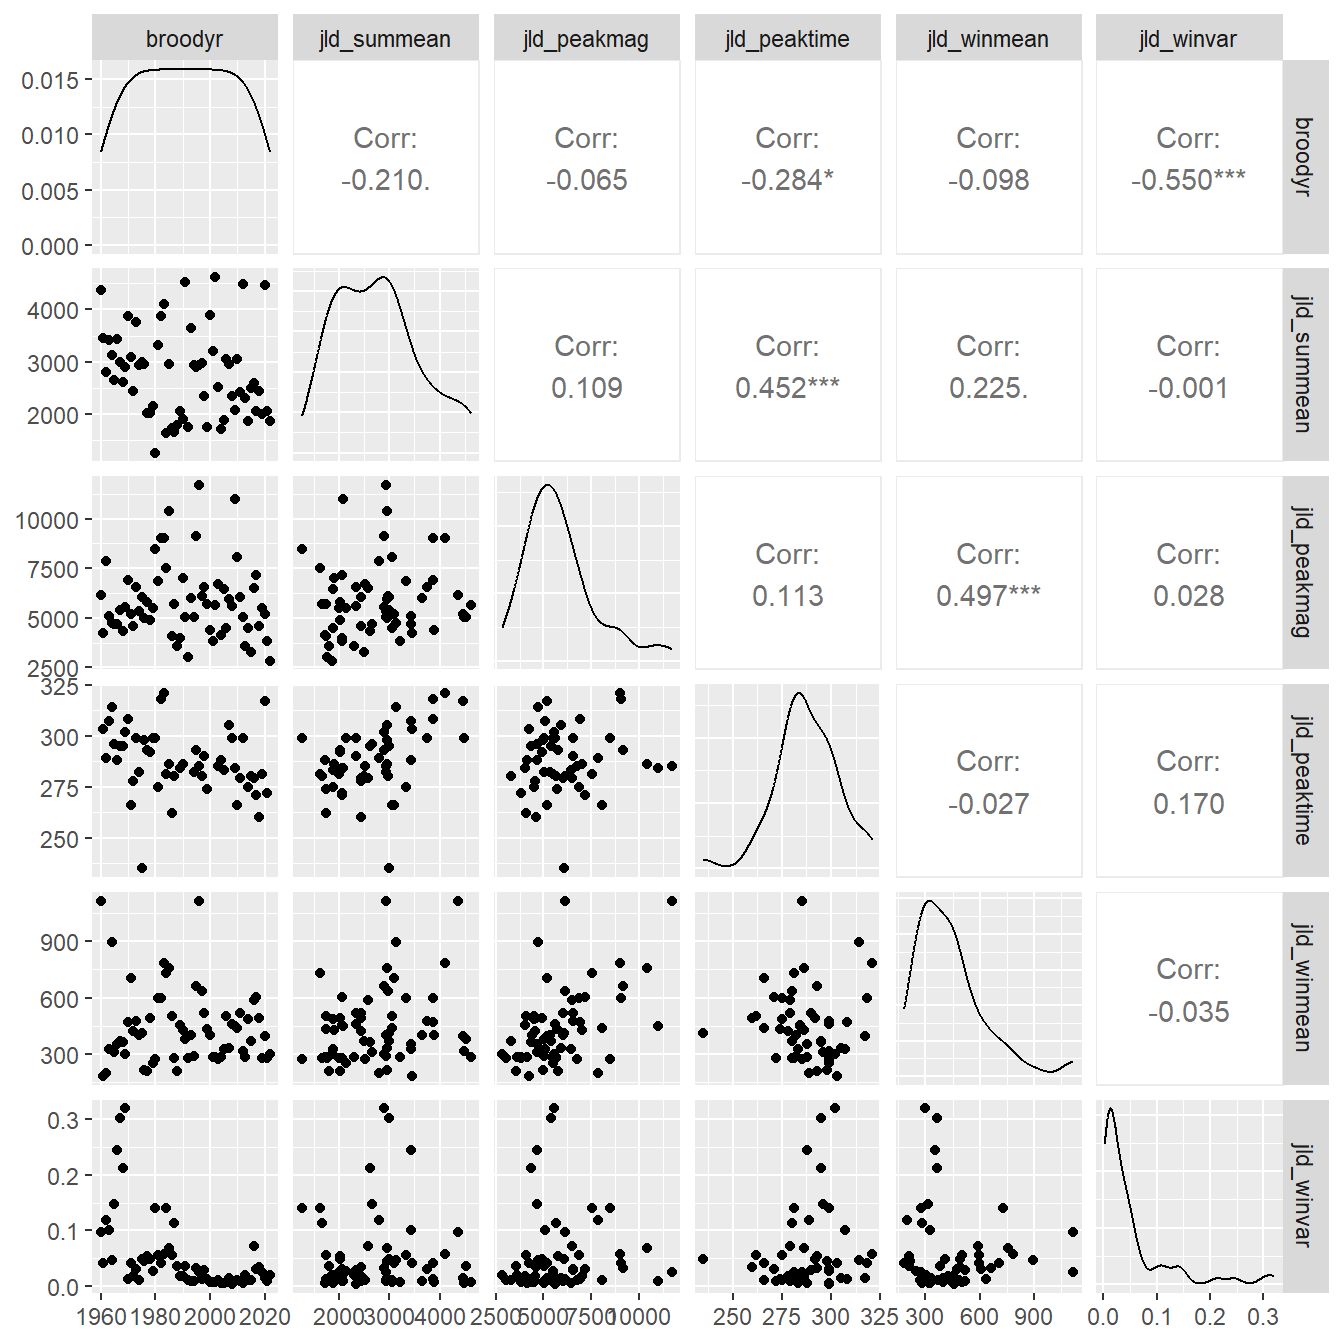 broodyr jld_summean jld_peakmag jld_peaktime jld_winmean jld_winvar
0.015
0.010
0.005
0.000
Corr:
-0.210.
Corr:
-0.065
Corr:
-0.284*
Corr:
-0.098
Corr:
-0.550***
broodyr
4000
3000
2000
Corr:
0.109
Corr:
0.452***
Corr:
0.225.
Corr:
-0.001
jld_summean
10000
7500
5000
2500
Corr:
0.113
Corr:
0.497***
Corr:
0.028
jld_peakmag
325
300
275
250
Corr:
-0.027
Corr:
0.170
jld_peaktime
900
600
300
Corr:
-0.035
jld_winmean
0.3
0.2
0.1
0.0
jld_winvar
1960 1980 2000 2020 2000 3000 4000 2500 5000 7500 10000 250 275 300 325 300 600 900 0.0 0.1 0.2 0.3